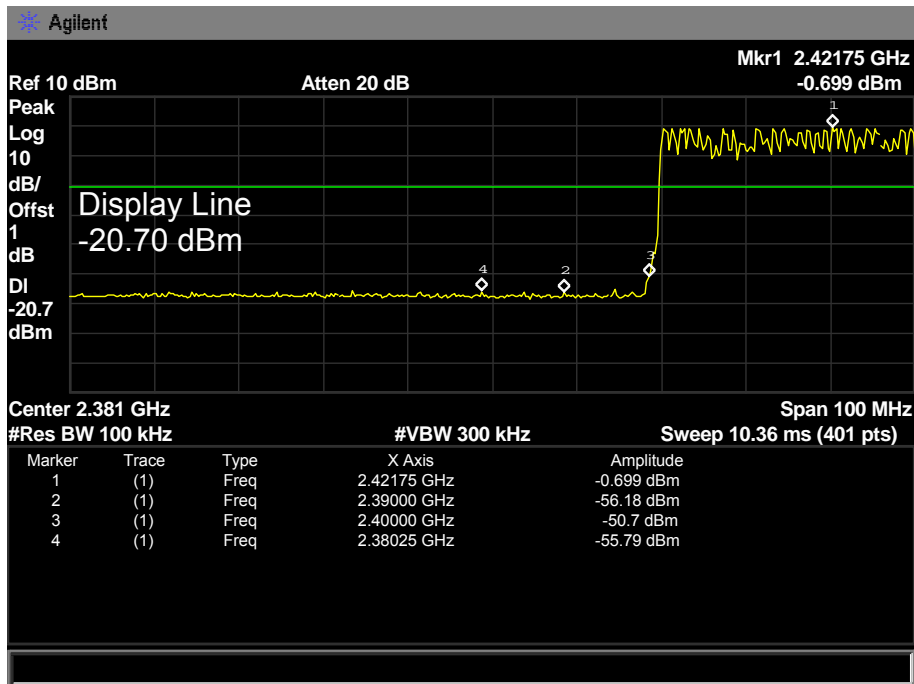 Agilent
Mkr1 2.42175 GHz
Ref 10 dBm Atten 20 dB -0.699 dBm
Peak
Log
10
dB/
Offst
1
dB
DI
-20.7
dBm
1
Display Line
-20.70 dBm
3
4 2
Center 2.381 GHz Span 100 MHz
#Res BW 100 kHz #VBW 300 kHz Sweep 10.36 ms (401 pts)
Marker Trace Type X Axis Amplitude
1 (1) Freq 2.42175 GHz -0.699 dBm
2 (1) Freq 2.39000 GHz -56.18 dBm
3 (1) Freq 2.40000 GHz -50.7 dBm
4 (1) Freq 2.38025 GHz -55.79 dBm